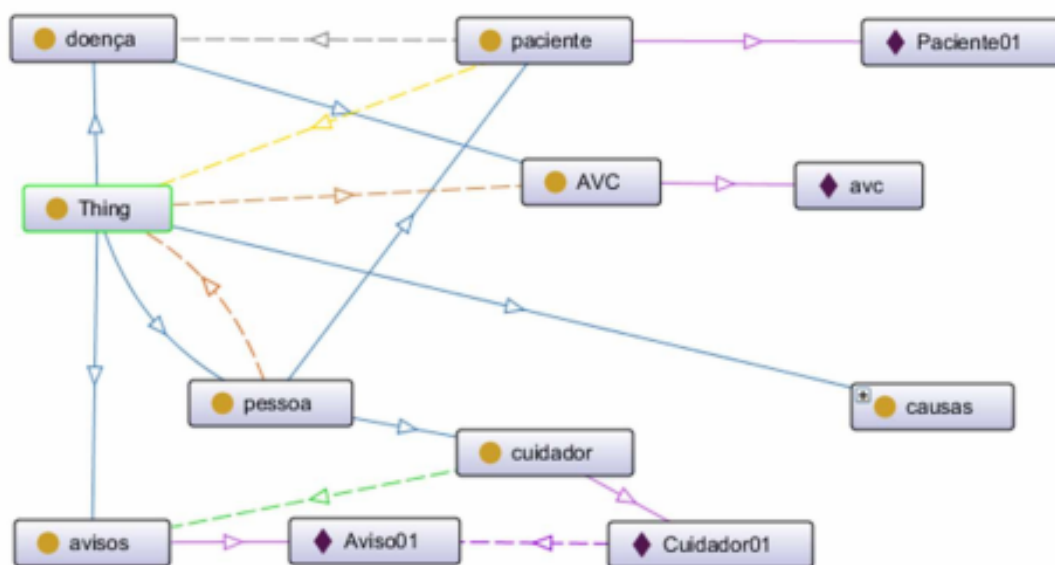 doença
paciente
Paciente01
AVC
avc
Thing
pessoa
causas
cuidador
avisos
Aviso01
Cuidador01